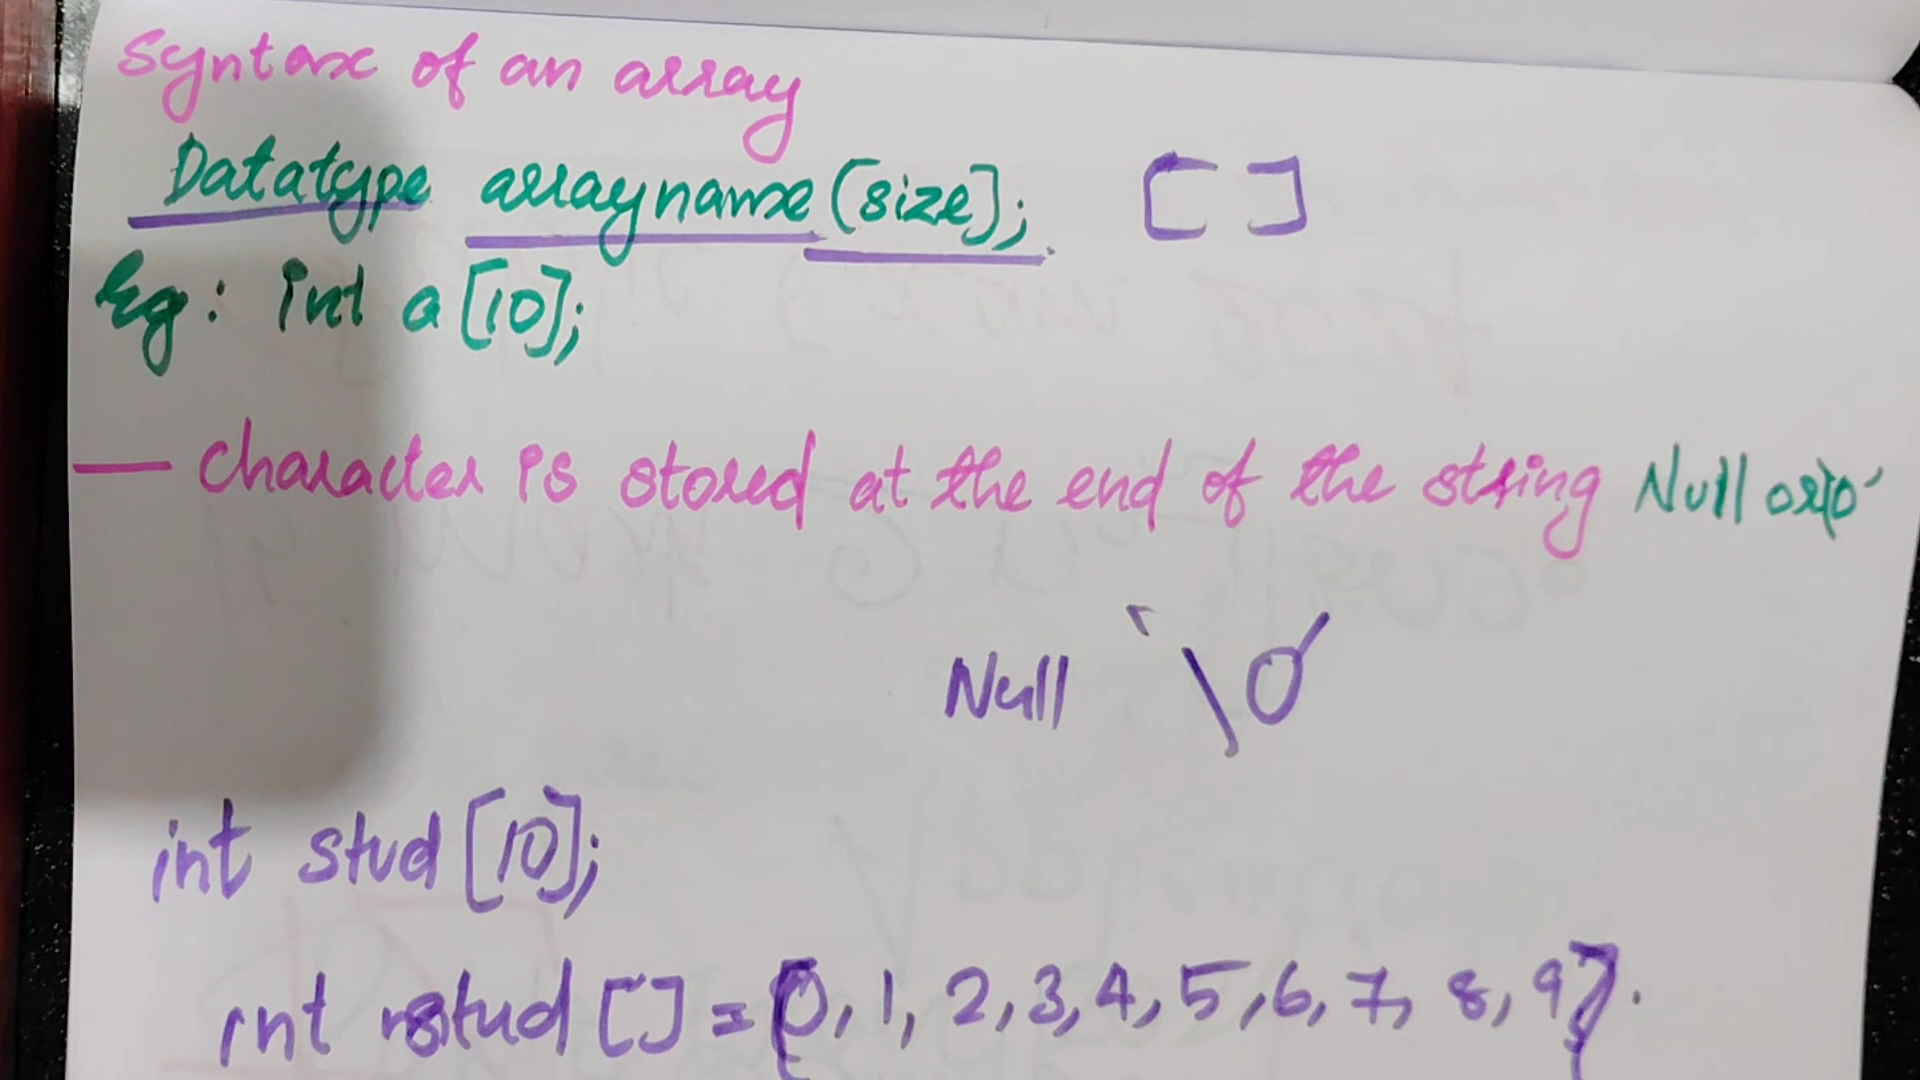 Syntax of an array
Datatype arrayname (size]; [ ]
Eg: int a [10];
— character is stored at the end of the string Null or '\0'
Null '\0'
int stud [10];
int stud [] = {0, 1, 2, 3, 4, 5, 6, 7, 8, 9}.